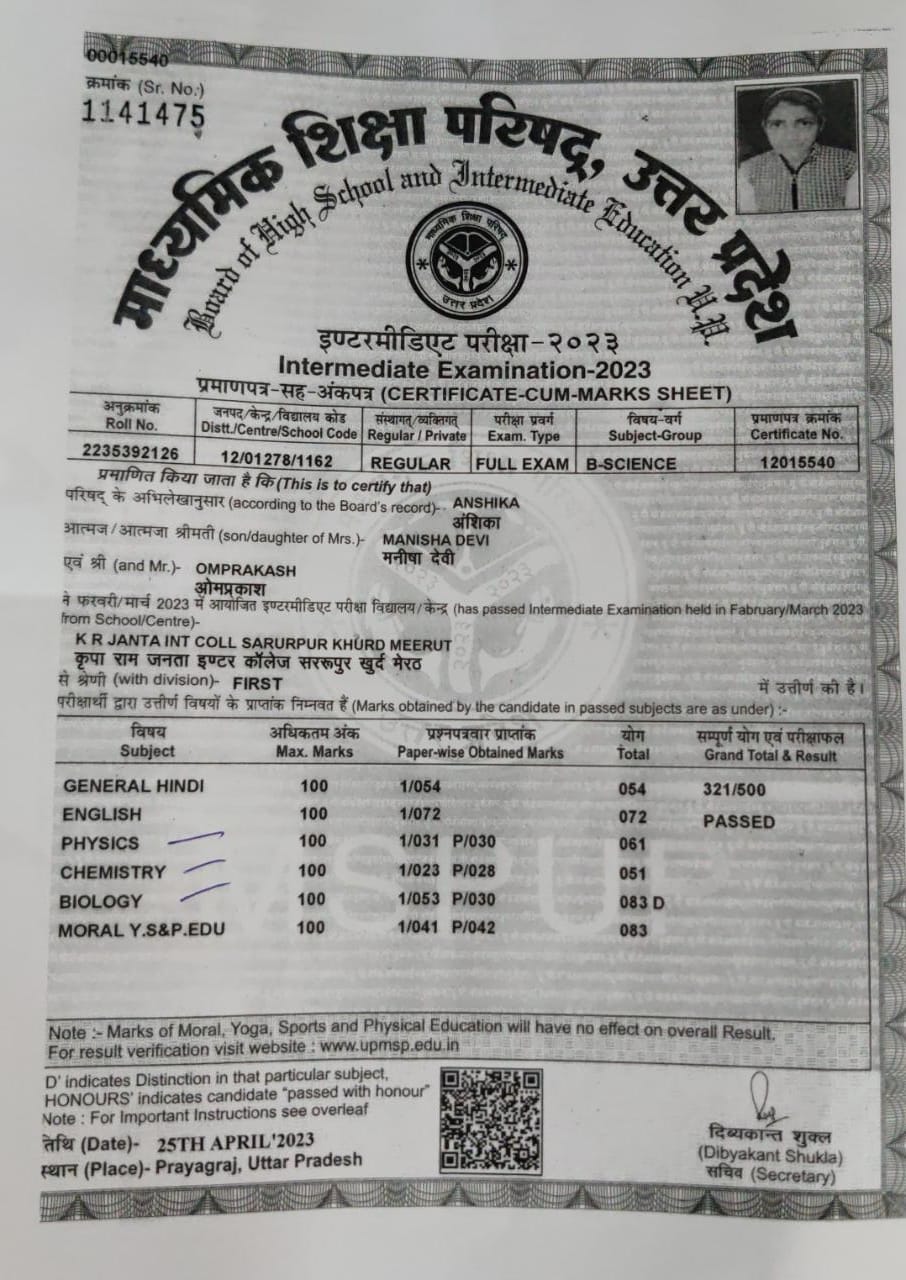 00015540
क्रमांक (Sr. No.)
1141475
माध्यमिक शिक्षा परिषद्, उत्तर प्रदेश
Board of High School and Intermediate Education U.P.
माध्यमिक शिक्षा परिषद
उत्तर प्रदेश
इण्टरमीडिएट परीक्षा-२०२३
Intermediate Examination-2023
प्रमाणपत्र-सह-अंकपत्र (CERTIFICATE-CUM-MARKS SHEET)
अनुक्रमांक जनपद/केन्द्र/विद्यालय कोड संस्थागत/व्यक्तिगत परीक्षा प्रवर्ग विषय-वर्ग प्रमाणपत्र क्रमांक
Roll No. Distt./Centre/School Code Regular / Private Exam. Type Subject-Group Certificate No.
2235392126 12/01278/1162 REGULAR FULL EXAM B-SCIENCE 12015540
प्रमाणित किया जाता है कि(This is to certify that)
परिषद् के अभिलेखानुसार (according to the Board's record)- ANSHIKA
अंशिका
आत्मज/आत्मजा श्रीमती (son/daughter of Mrs.)- MANISHA DEVI
मनीषा देवी
एवं श्री (and Mr.)- OMPRAKASH
ओमप्रकाश
ने फरवरी/मार्च 2023 में आयोजित इण्टरमीडिएट परीक्षा विद्यालय/केन्द्र (has passed Intermediate Examination held in Fabruary/March 2023
from School/Centre)-
K R JANTA INT COLL SARURPUR KHURD MEERUT
कृपा राम जनता इण्टर कॉलेज सररूपुर खुर्द मेरठ
से श्रेणी (with division)- FIRST में उत्तीर्ण की है।
परीक्षार्थी द्वारा उत्तीर्ण विषयों के प्राप्तांक निम्नवत हैं (Marks obtained by the candidate in passed subjects are as under) :-
विषय अधिकतम अंक प्रश्नपत्रवार प्राप्तांक योग सम्पूर्ण योग एवं परीक्षाफल
Subject Max. Marks Paper-wise Obtained Marks Total Grand Total & Result
GENERAL HINDI 100 1/054 054 321/500
ENGLISH 100 1/072 072 PASSED
PHYSICS 100 1/031 P/030 061
CHEMISTRY 100 1/023 P/028 051
BIOLOGY 100 1/053 P/030 083 D
MORAL Y.S&P.EDU 100 1/041 P/042 083
Note :- Marks of Moral, Yoga, Sports and Physical Education will have no effect on overall Result.
For result verification visit website : www.upmsp.edu.in
D' indicates Distinction in that particular subject,
HONOURS' indicates candidate "passed with honour"
Note : For Important Instructions see overleaf
तिथि (Date)- 25TH APRIL'2023
स्थान (Place)- Prayagraj, Uttar Pradesh
दिब्यकान्त शुक्ल
(Dibyakant Shukla)
सचिव (Secretary)